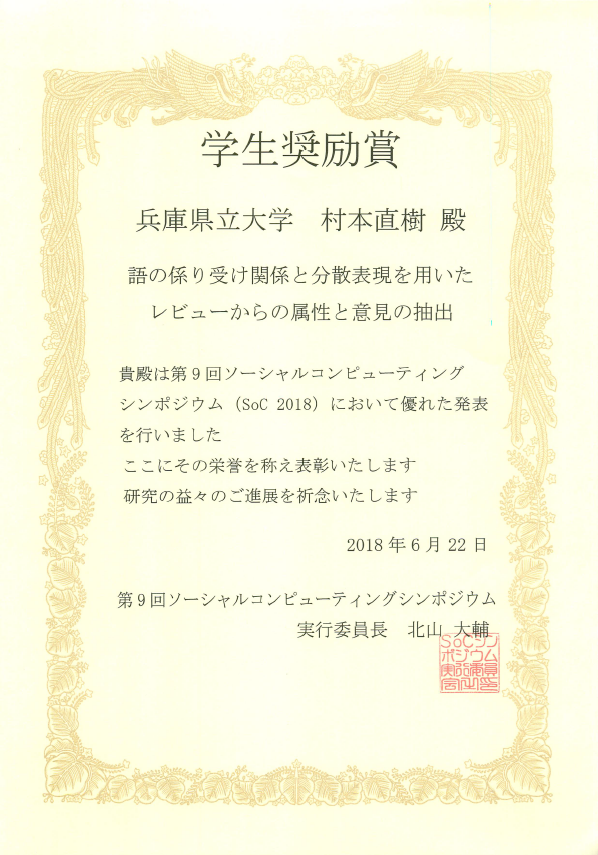 学生奨励賞
兵庫県立大学　村本直樹 殿
語の係り受け関係と分散表現を用いた
レビューからの属性と意見の抽出
貴殿は第９回ソーシャルコンピューティング
シンポジウム（SoC 2018）において優れた発表
を行いました
ここにその栄誉を称え表彰いたします
研究の益々のご進展を祈念いたします
2018 年 6 月 22 日
第９回ソーシャルコンピューティングシンポジウム
実行委員長　北山 大輔
SoCシン
ポジウム